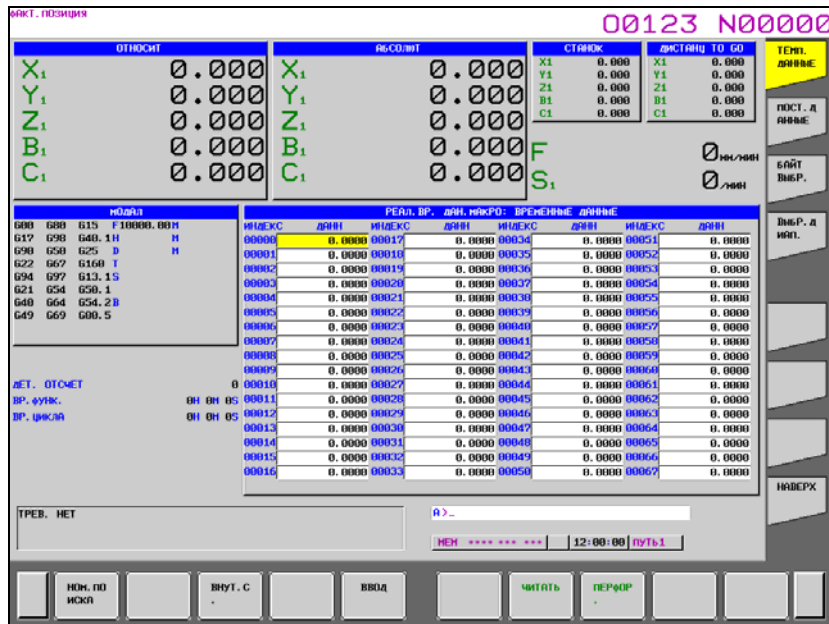 ФАКТ. ПОЗИЦИЯ
O0123 N00000
ОТНОСИТ
X1 0.000
Y1 0.000
Z1 0.000
B1 0.000
C1 0.000
АБСОЛЮТ
X1 0.000
Y1 0.000
Z1 0.000
B1 0.000
C1 0.000
СТАНОК
X1 0.000
Y1 0.000
Z1 0.000
B1 0.000
C1 0.000
ДИСТАНЦ TO GO
X1 0.000
Y1 0.000
Z1 0.000
B1 0.000
C1 0.000
F 0 ММ/МИН
S1 0 /МИН
МОДАЛ
G00 G80 G15 F10000.00 M
G17 G98 G40.1 H M
G90 G50 G25 D M
G22 G67 G160 T
G94 G97 G13.1 S
G21 G54 G50.1
G40 G64 G54.2 B
G49 G69 G80.5
ДЕТ. ОТСЧЕТ 0
ВР. ФУНК. 0H 0M 0S
ВР. ЦИКЛА 0H 0M 0S
РЕАЛ. ВР. ДАН. МАКРО: ВРЕМЕННЫЕ ДАННЫЕ
ИНДЕКС ДАНН ИНДЕКС ДАНН ИНДЕКС ДАНН ИНДЕКС ДАНН
00000 0.0000 00017 0.0000 00034 0.0000 00051 0.0000
00001 0.0000 00018 0.0000 00035 0.0000 00052 0.0000
00002 0.0000 00019 0.0000 00036 0.0000 00053 0.0000
00003 0.0000 00020 0.0000 00037 0.0000 00054 0.0000
00004 0.0000 00021 0.0000 00038 0.0000 00055 0.0000
00005 0.0000 00022 0.0000 00039 0.0000 00056 0.0000
00006 0.0000 00023 0.0000 00040 0.0000 00057 0.0000
00007 0.0000 00024 0.0000 00041 0.0000 00058 0.0000
00008 0.0000 00025 0.0000 00042 0.0000 00059 0.0000
00009 0.0000 00026 0.0000 00043 0.0000 00060 0.0000
00010 0.0000 00027 0.0000 00044 0.0000 00061 0.0000
00011 0.0000 00028 0.0000 00045 0.0000 00062 0.0000
00012 0.0000 00029 0.0000 00046 0.0000 00063 0.0000
00013 0.0000 00030 0.0000 00047 0.0000 00064 0.0000
00014 0.0000 00031 0.0000 00048 0.0000 00065 0.0000
00015 0.0000 00032 0.0000 00049 0.0000 00066 0.0000
00016 0.0000 00033 0.0000 00050 0.0000 00067 0.0000
ТЕМП.
ДАННЫЕ
ПОСТ. Д
АННЫЕ
БАЙТ
ВЫБР.
ВЫБР. Д
ИАП.
НАВЕРХ
ТРЕВ. НЕТ
A>_
MEM **** *** *** 12:00:00 ПУТЬ1
НОМ. ПО
ИСКА
ВНУТ. С
.
ВВОД
ЧИТАТЬ
ПЕРФОР
.